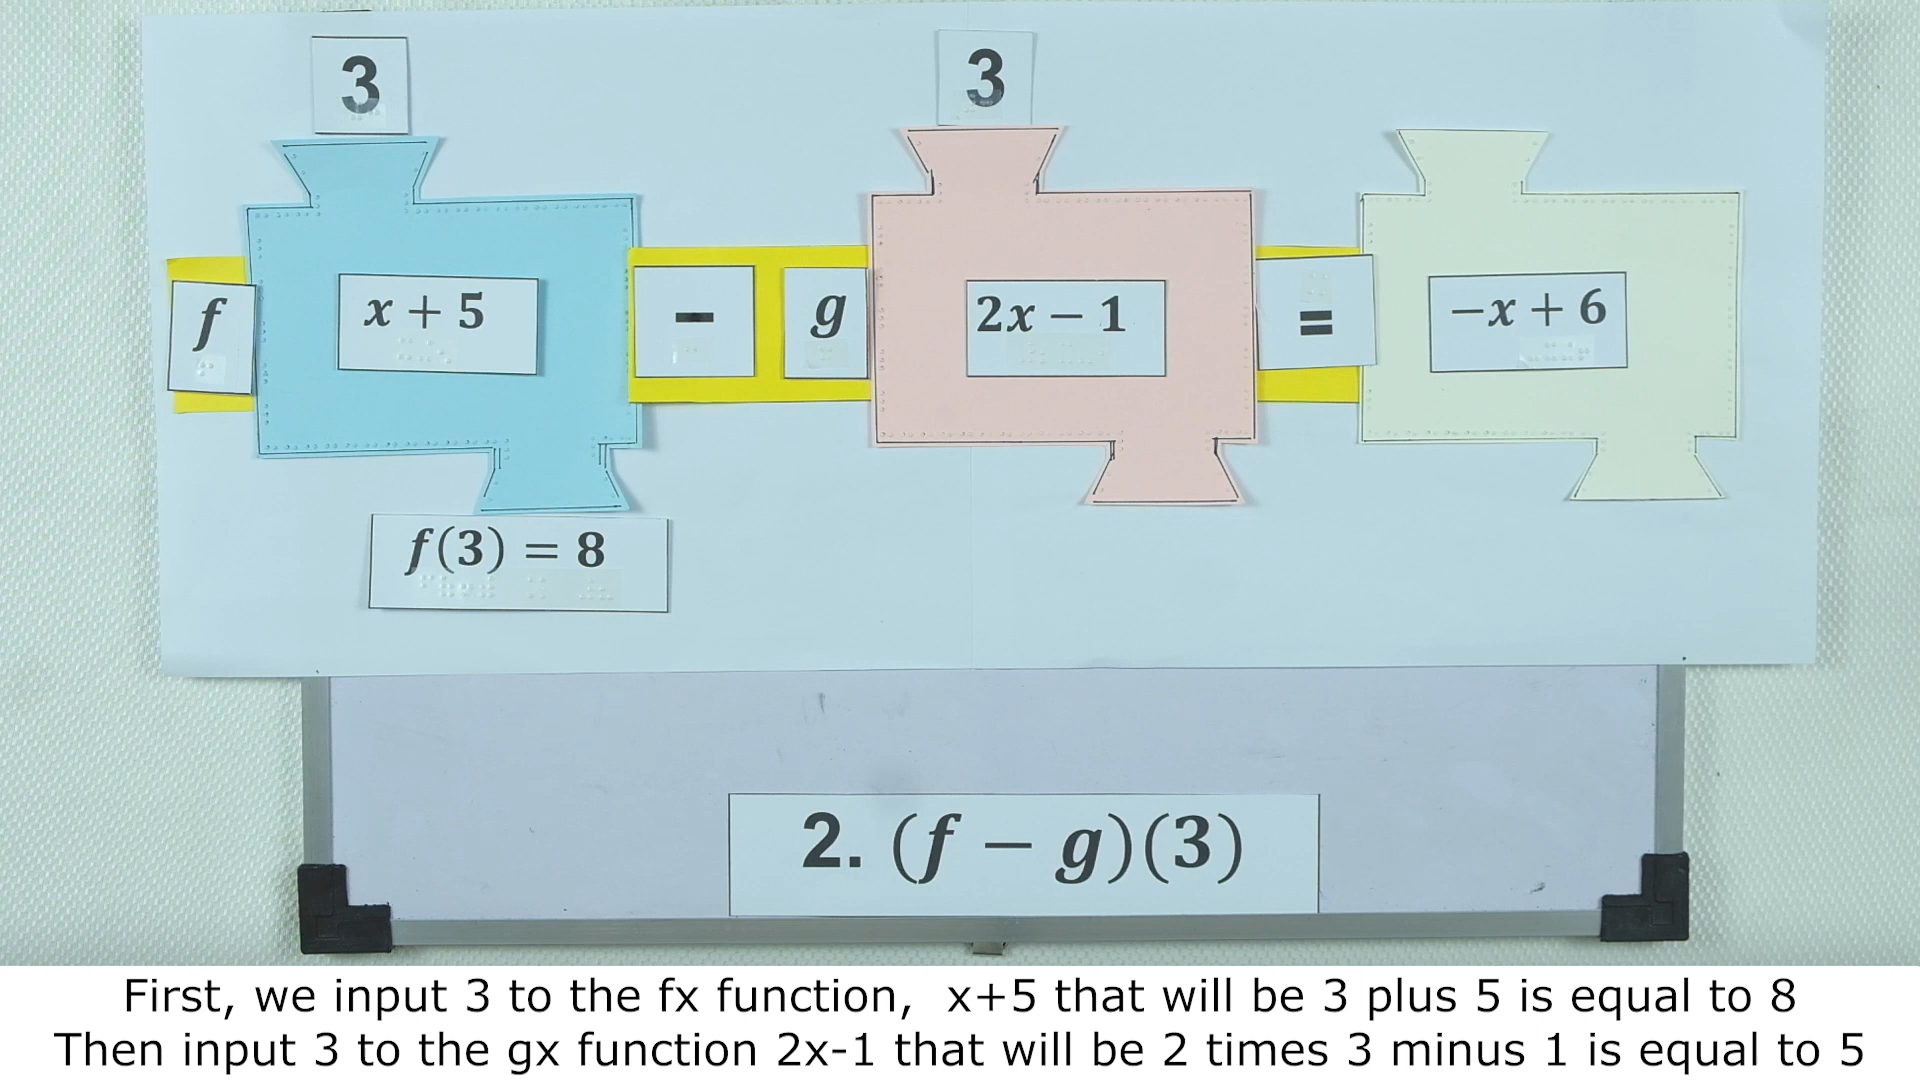 3
3
f
x + 5
-
g
2x − 1
=
−x + 6
f(3) = 8
2. (f − g)(3)
First, we input 3 to the fx function, x+5 that will be 3 plus 5 is equal to 8
Then input 3 to the gx function 2x-1 that will be 2 times 3 minus 1 is equal to 5